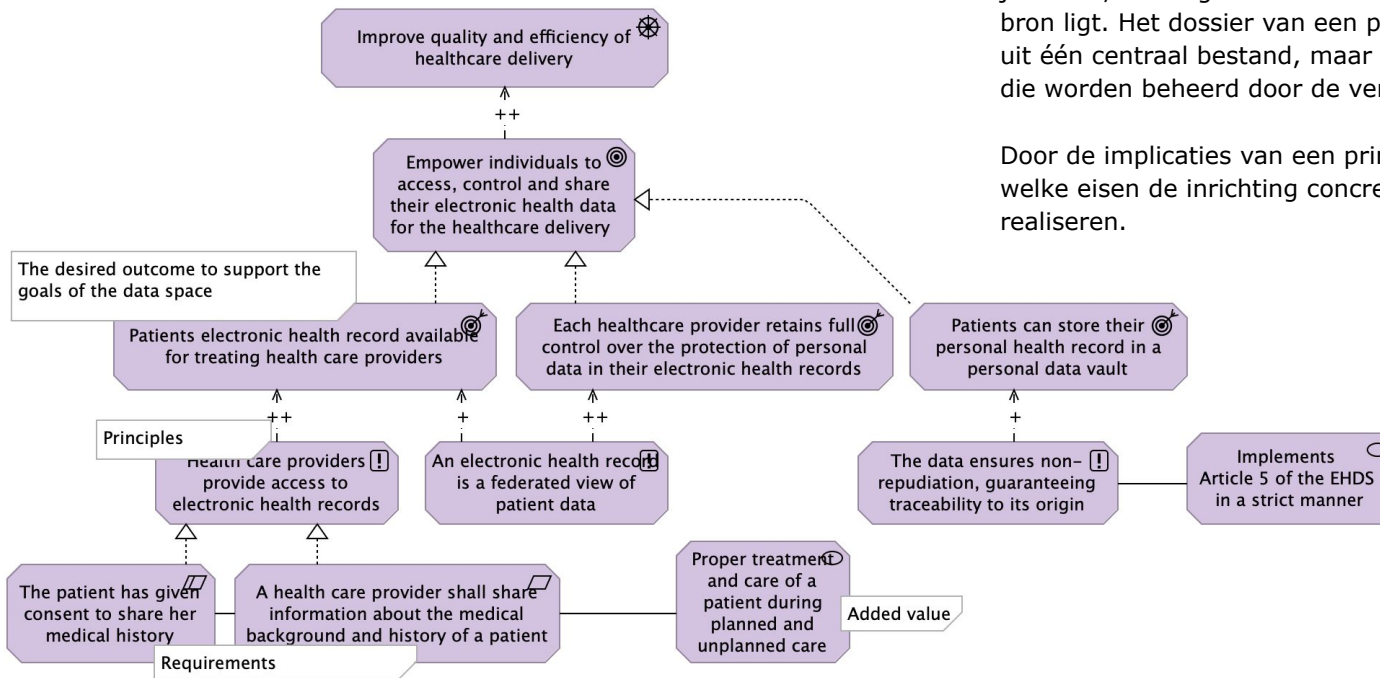 Improve quality and efficiency of
healthcare delivery
++
Empower individuals to
access, control and share
their electronic health data
for the healthcare delivery
The desired outcome to support the
goals of the data space
Patients electronic health record available
for treating health care providers
Each healthcare provider retains full
control over the protection of personal
data in their electronic health records
Patients can store their
personal health record in a
personal data vault
++
+
++
+
Principles
Health care providers
provide access to
electronic health records
An electronic health record
is a federated view of
patient data
The data ensures non-
repudiation, guaranteeing
traceability to its origin
Implements
Article 5 of the EHDS
in a strict manner
The patient has given
consent to share her
medical history
A health care provider shall share
information about the medical
background and history of a patient
Proper treatment
and care of a
patient during
planned and
unplanned care
Added value
Requirements
bron ligt. Het dossier van een p
uit één centraal bestand, maar
die worden beheerd door de ver
Door de implicaties van een prin
welke eisen de inrichting concre
realiseren.